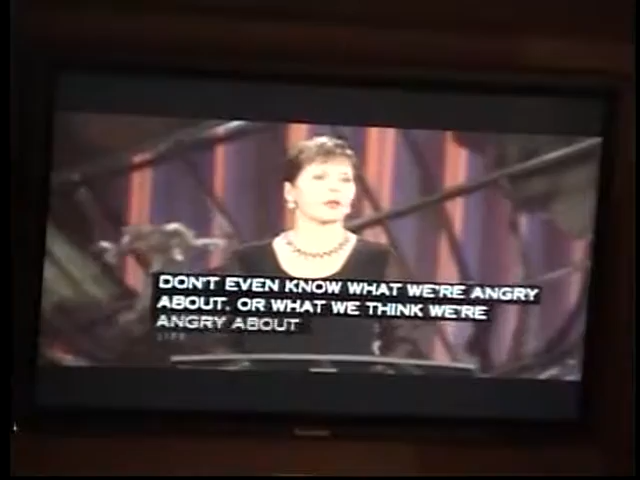 DON'T EVEN KNOW WHAT WE'RE ANGRY
ABOUT. OR WHAT WE THINK WE'RE
ANGRY ABOUT